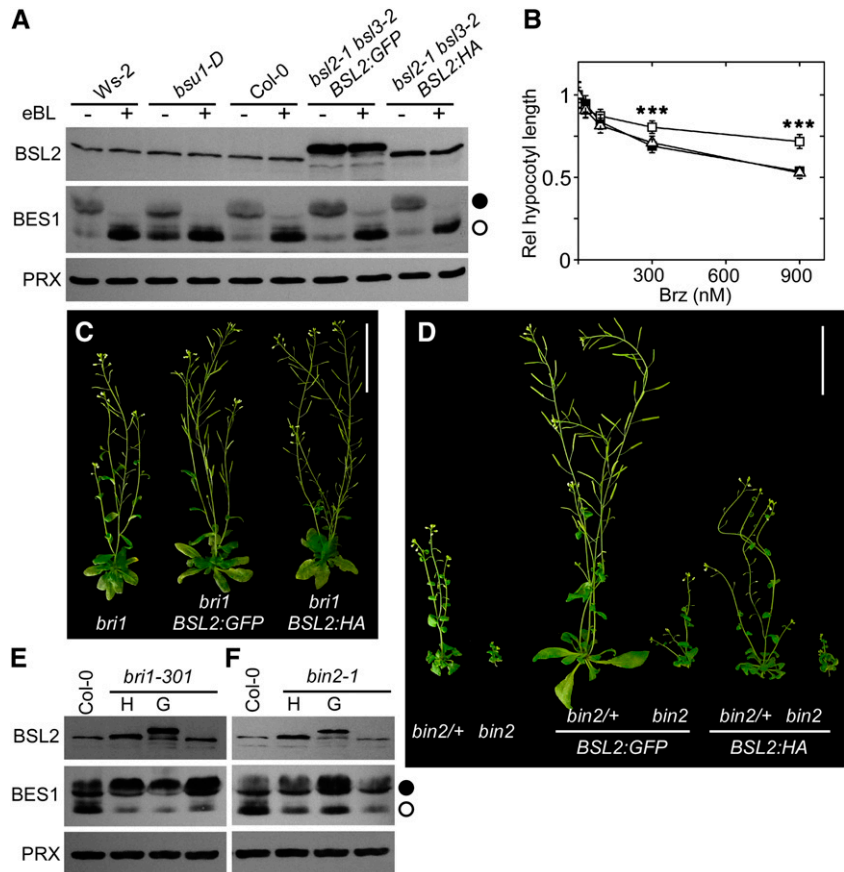 A
Ws-2
bsu1-D
Col-0
bsl2-1 bsl3-2
BSL2:GFP
bsl2-1 bsl3-2
BSL2:HA
eBL - + - + - + - + - +
BSL2
BES1
PRX
B
Rel hypocotyl length
1
0.5
0
300 600 900
Brz (nM)
*** ***
C
bri1
bri1
BSL2:GFP
bri1
BSL2:HA
D
bin2/+ bin2
bin2/+ bin2
BSL2:GFP
bin2/+ bin2
BSL2:HA
E
Col-0
bri1-301
H G
BSL2
BES1
PRX
F
Col-0
bin2-1
H G